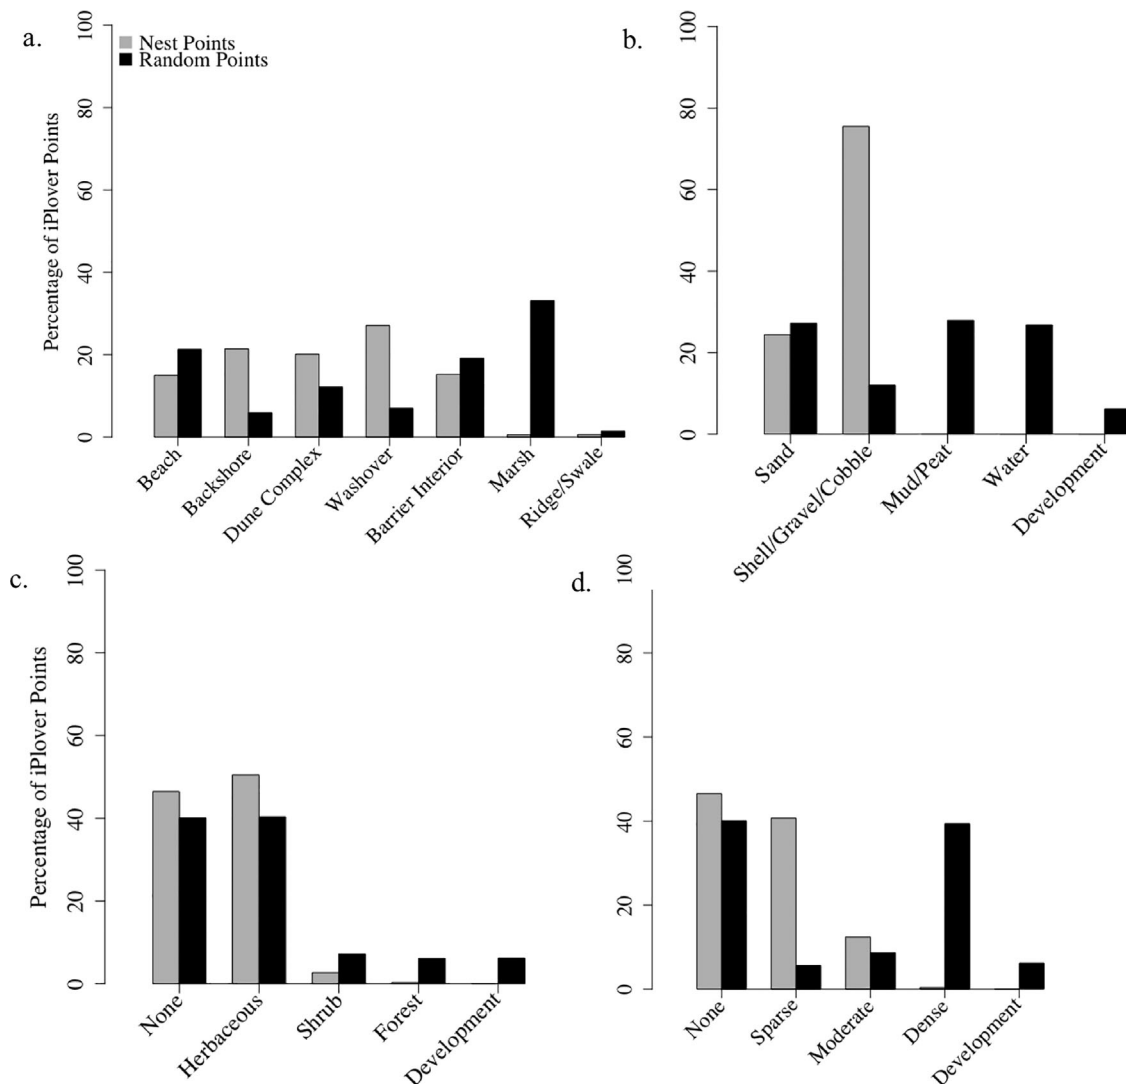 a.
Nest Points
Random Points
Percentage of iPlover Points
0 20 40 60 80 100
Beach
Backshore
Dune Complex
Washover
Barrier Interior
Marsh
Ridge/Swale
b.
0 20 40 60 80 100
Sand
Shell/Gravel/Cobble
Mud/Peat
Water
Development
c.
Percentage of iPlover Points
0 20 40 60 80 100
None
Herbaceous
Shrub
Forest
Development
d.
0 20 40 60 80 100
None
Sparse
Moderate
Dense
Development